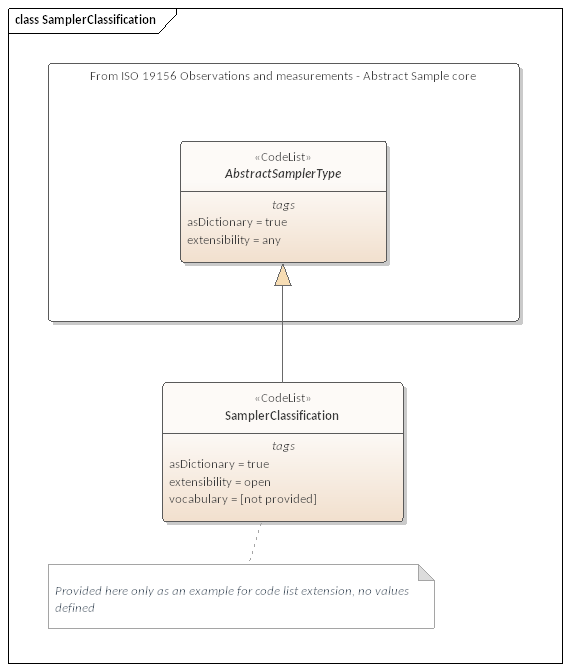 class SamplerClassification
From ISO 19156 Observations and measurements - Abstract Sample core
«CodeList»
AbstractSamplerType
tags
asDictionary = true
extensibility = any
«CodeList»
SamplerClassification
tags
asDictionary = true
extensibility = open
vocabulary = [not provided]
Provided here only as an example for code list extension, no values
defined